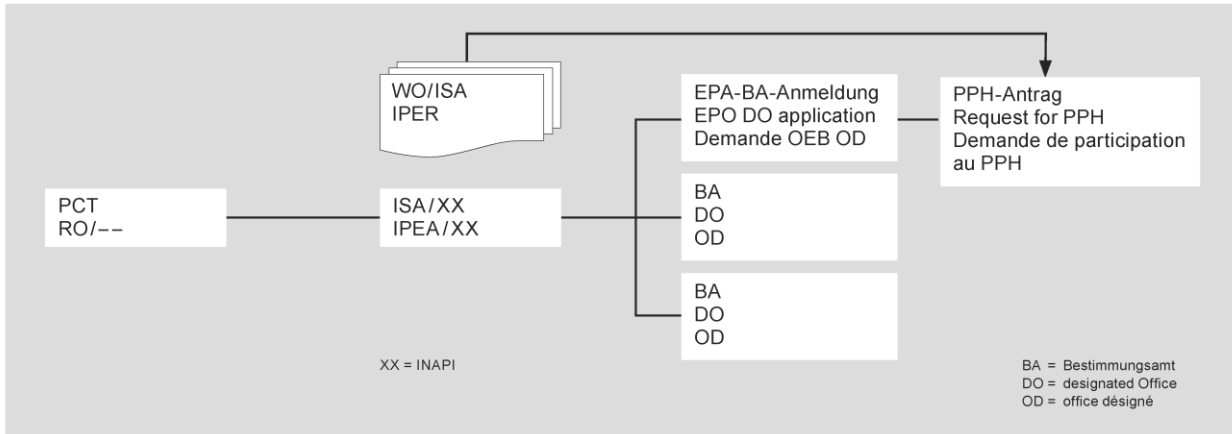 WO/ISA
IPER
EPA-BA-Anmeldung
EPO DO application
Demande OEB OD
PPH-Antrag
Request for PPH
Demande de participation
au PPH
PCT
RO/––
ISA/XX
IPEA/XX
BA
DO
OD
BA
DO
OD
XX = INAPI
BA = Bestimmungsamt
DO = designated Office
OD = office désigné